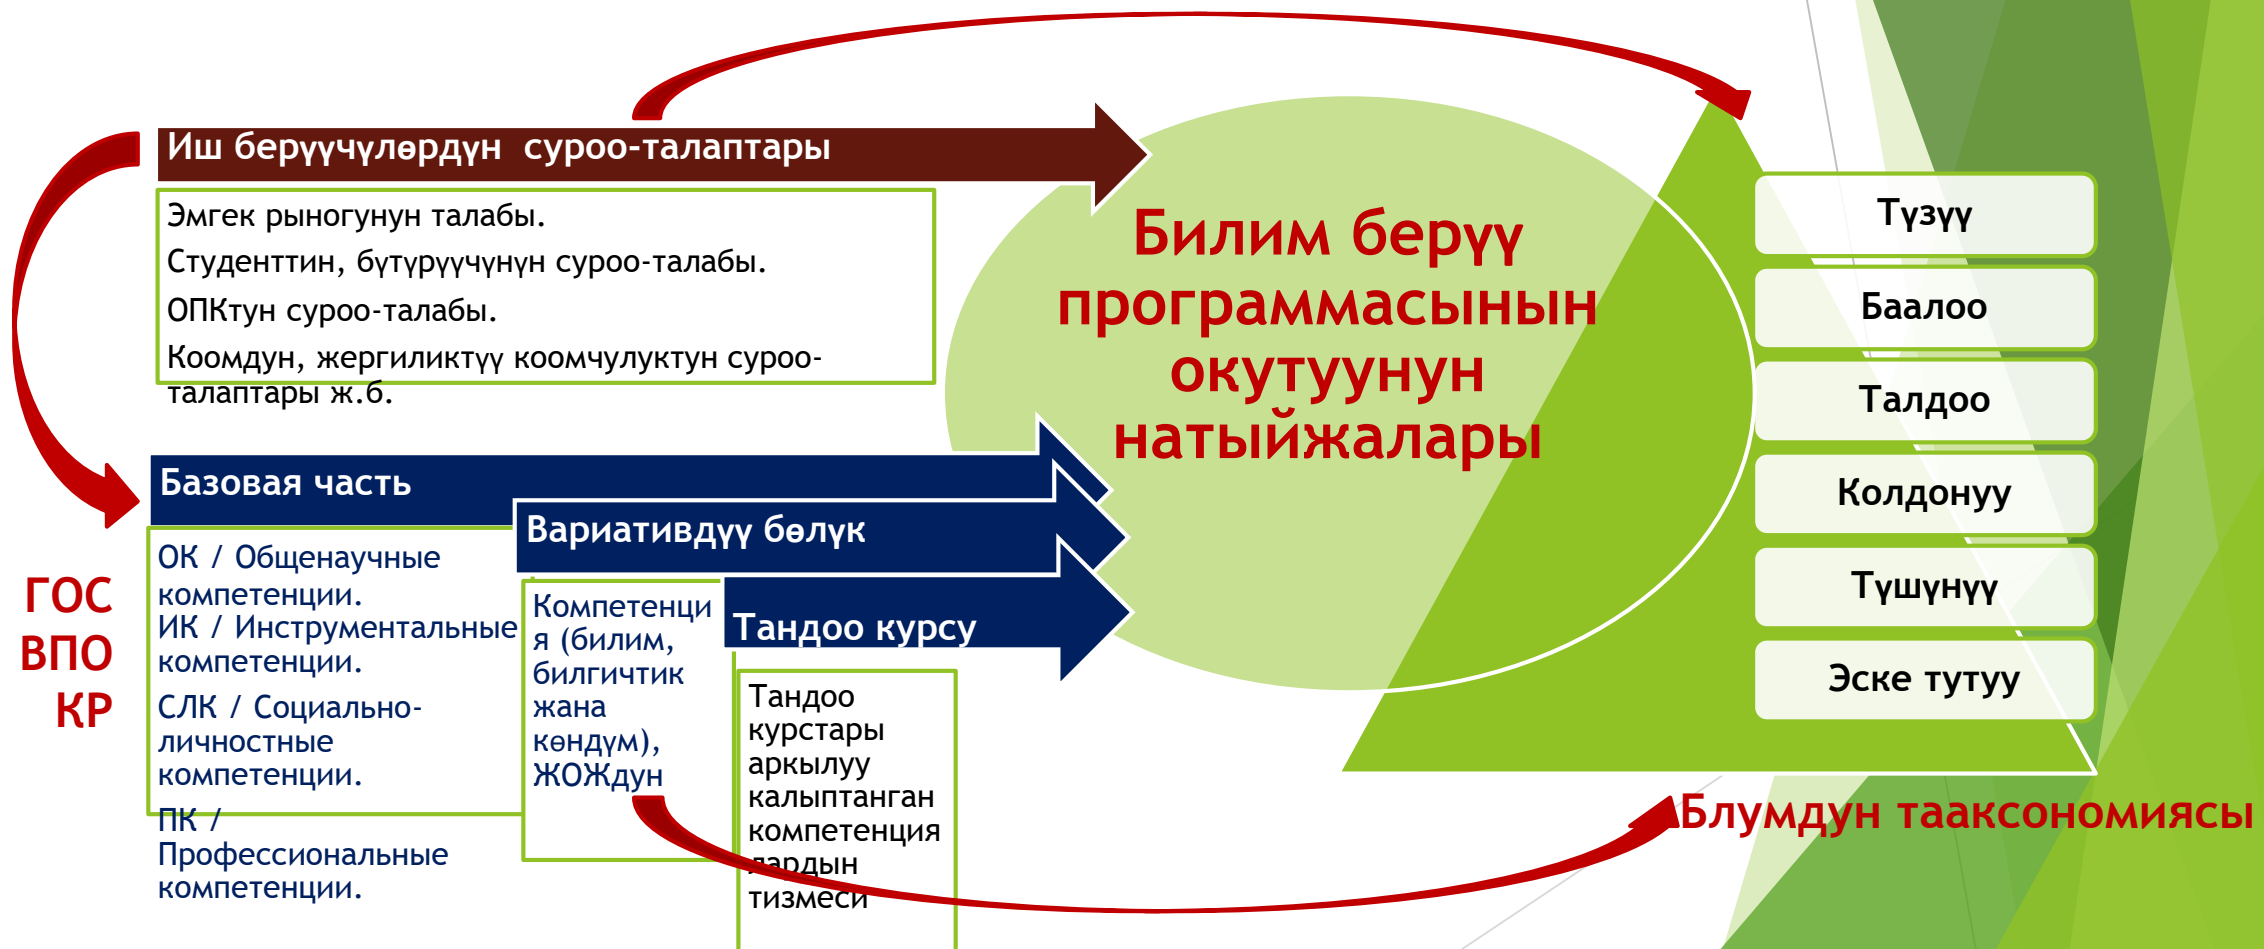 Иш берүүчүлөрдүн суроо-талаптары
Эмгек рыногунун талабы.
Студенттин, бүтүрүүчүнүн суроо-талабы.
ОПКтун суроо-талабы.
Коомдун, жергиликтүү коомчулуктун суроо-
талаптары ж.б.
Базовая часть
ОК / Общенаучные
компетенции.
ИК / Инструментальные
компетенции.
СЛК / Социально-
личностные
компетенции.
ПК /
Профессиональные
компетенции.
ГОС
ВПО
КР
Вариативдүү бөлүк
Компетенци
я (билим,
билгичтик
жана
көндүм),
ЖОЖдун
Тандоо курсу
Тандоо
курстары
аркылуу
калыптанган
компетенция
лардын
тизмеси
Билим берүү
программасынын
окутуунун
натыйжалары
Түзүү
Баалоо
Талдоо
Колдонуу
Түшүнүү
Эске тутуу
Блумдун тааксономиясы